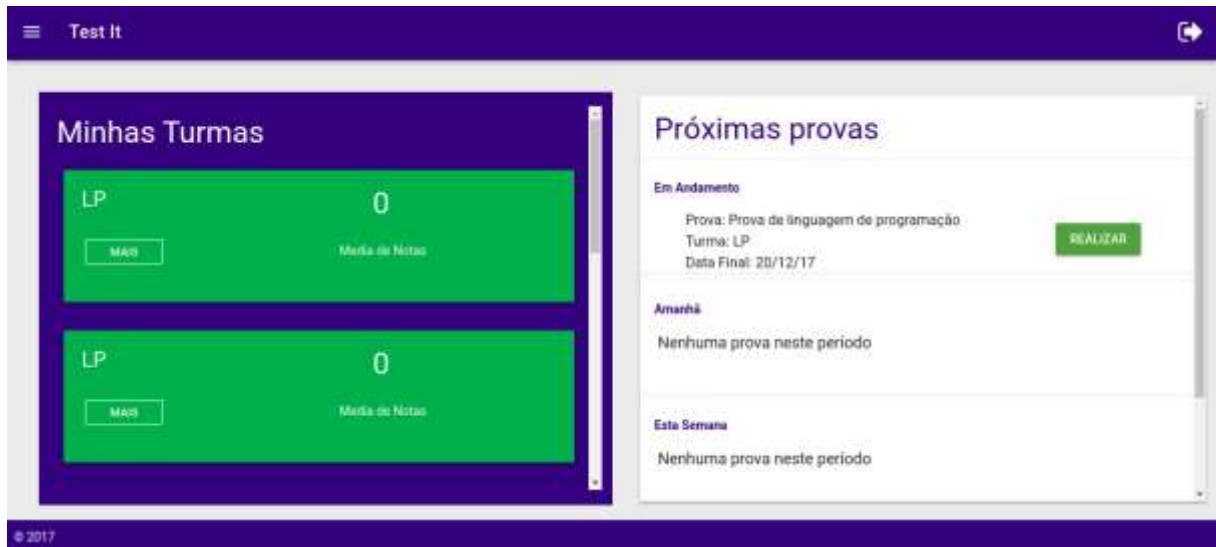 Test It
Minhas Turmas
LP
0
MAIS
Media de Notas
LP
0
MAIS
Media de Notas
Próximas provas
Em Andamento
Prova: Prova de linguagem de programação
Turma: LP
Data Final: 20/12/17
REALIZAR
Amanhã
Nenhuma prova neste periodo
Esta Semana
Nenhuma prova neste periodo
© 2017